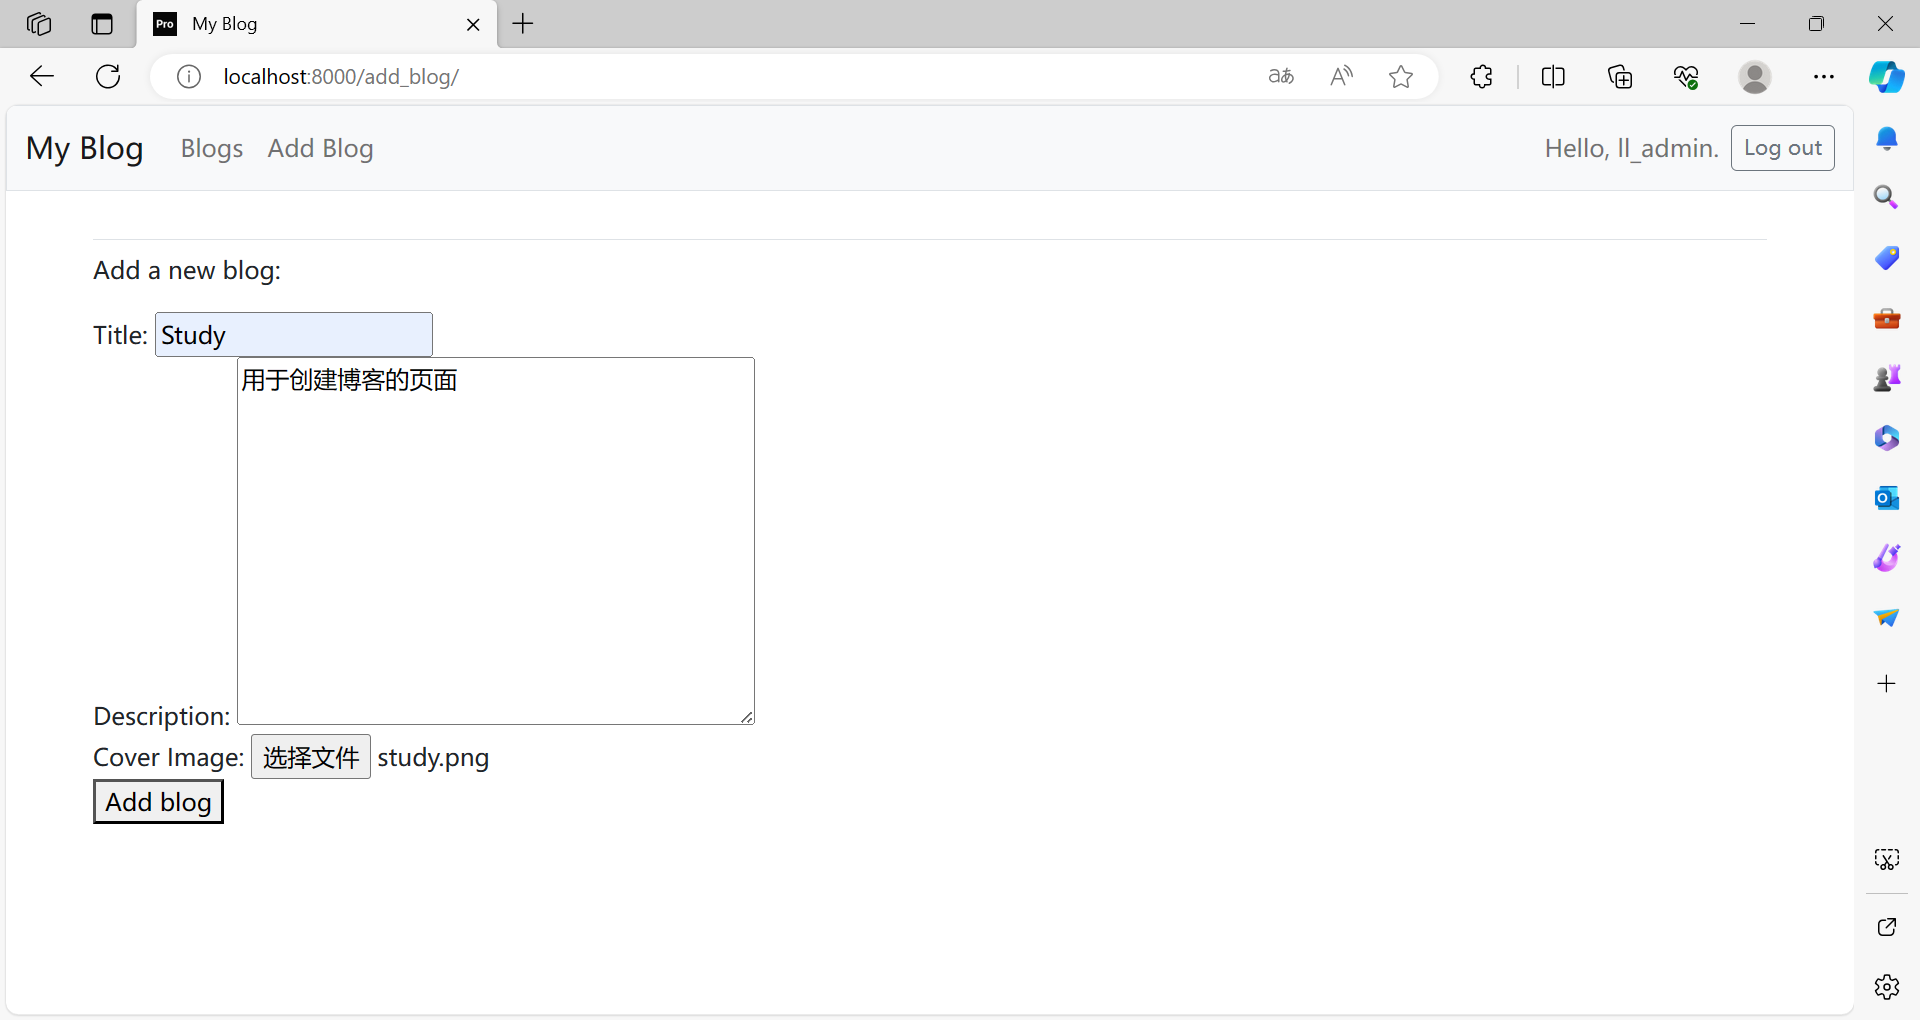 Pro My Blog
localhost:8000/add_blog/
My Blog Blogs Add Blog Hello, ll_admin. Log out
Add a new blog:
Title: Study
用于创建博客的页面
Description:
Cover Image: 选择文件 study.png
Add blog